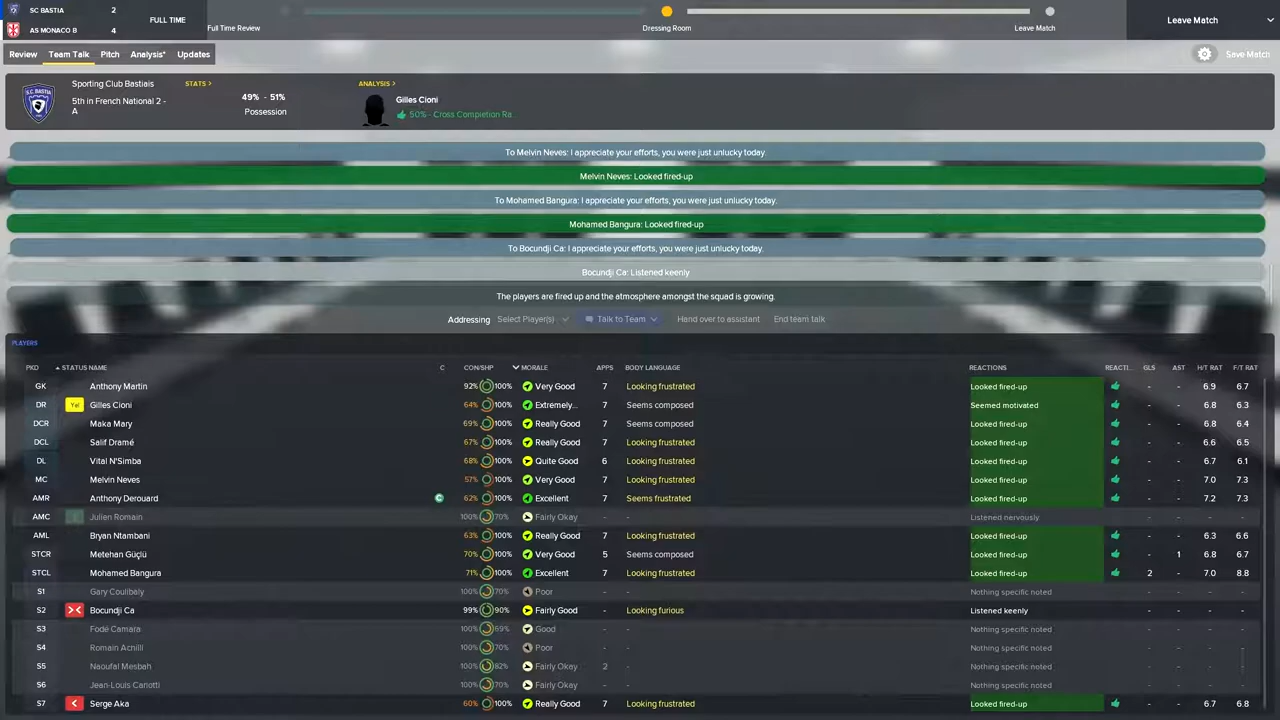 SC BASTIA 2
AS MONACO B 4
FULL TIME
Full Time Review
Dressing Room
Leave Match
Leave Match
Review Team Talk Pitch Analysis* Updates
Save Match
Sporting Club Bastiais
STATS >
5th in French National 2 - A
49% - 51%
Possession
ANALYSIS >
Gilles Cioni
50% - Cross Completion Ra...
To Melvin Neves: I appreciate your efforts, you were just unlucky today.
Melvin Neves: Looked fired-up
To Mohamed Bangura: I appreciate your efforts, you were just unlucky today.
Mohamed Bangura: Looked fired-up
To Bocundji Ca: I appreciate your efforts, you were just unlucky today.
Bocundji Ca: Listened keenly
The players are fired up and the atmosphere amongst the squad is growing.
Addressing Select Player(s) Talk to Team Hand over to assistant End team talk
PLAYERS
PKD STATUS NAME C CON/SHP MORALE APPS BODY LANGUAGE REACTIONS REACTI... GLS AST H/T RAT F/T RAT
GK Anthony Martin 92% 100% Very Good 7 Looking frustrated Looked fired-up - - 6.9 6.7
DR Yel Gilles Cioni 64% 100% Extremely... 7 Seems composed Seemed motivated - - 6.8 6.3
DCR Maka Mary 69% 100% Really Good 7 Seems composed Looked fired-up - - 6.8 6.4
DCL Salif Dramé 67% 100% Really Good 7 Looking frustrated Looked fired-up - - 6.6 6.5
DL Vital N'Simba 68% 100% Quite Good 6 Looking frustrated Looked fired-up - - 6.7 6.1
MC Melvin Neves 57% 100% Very Good 7 Looking frustrated Looked fired-up - - 7.0 7.3
AMR Anthony Derouard C 62% 100% Excellent 7 Seems frustrated Looked fired-up - - 7.2 7.3
AMC Julien Romain 100% 70% Fairly Okay - - Listened nervously - - - -
AML Bryan Ntambani 63% 100% Really Good 7 Looking frustrated Looked fired-up - - 6.3 6.6
STCR Metehan Güçlü 70% 100% Very Good 5 Seems composed Looked fired-up - 1 6.8 6.7
STCL Mohamed Bangura 71% 100% Excellent 7 Looking frustrated Looked fired-up 2 - 7.0 8.8
S1 Gary Coulibaly 100% 70% Poor - - Nothing specific noted - - - -
S2 Bocundji Ca 99% 90% Fairly Good - Looking furious Listened keenly - - - -
S3 Fodé Camara 100% 69% Good - - Nothing specific noted - - - -
S4 Romain Achilli 100% 70% Poor - - Nothing specific noted - - -
S5 Naoufal Mesbah 100% 82% Fairly Okay 2 - Nothing specific noted - - -
S6 Jean-Louis Cariotti 100% 70% Fairly Okay - - Nothing specific noted - - - -
S7 Serge Aka 60% 100% Really Good 7 Looking frustrated Looked fired-up - - 6.7 6.8